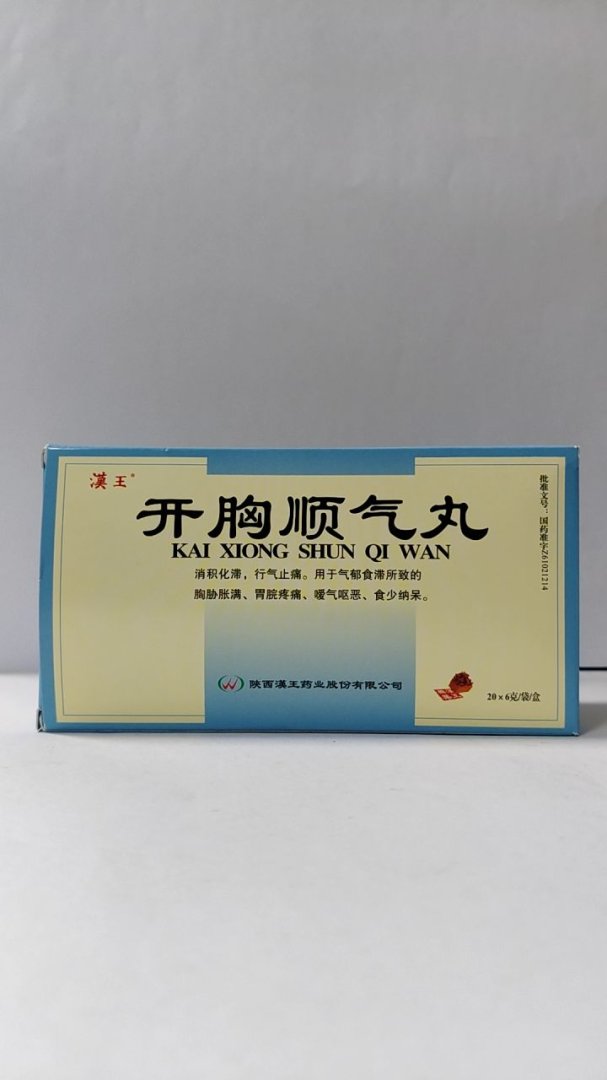 漢王®
开胸顺气丸
KAI XIONG SHUN QI WAN
消积化滞，行气止痛。用于气郁食滞所致的
胸胁胀满、胃脘疼痛、嗳气呕恶、食少纳呆。
批准文号：国药准字Z61021214
陕西漢王药业股份有限公司
20×6克/袋/盒